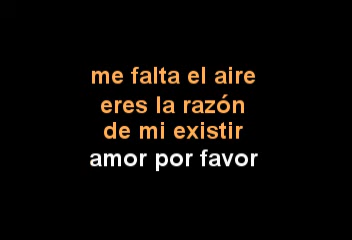 me falta el aire
eres la razón
de mi existir
amor por favor